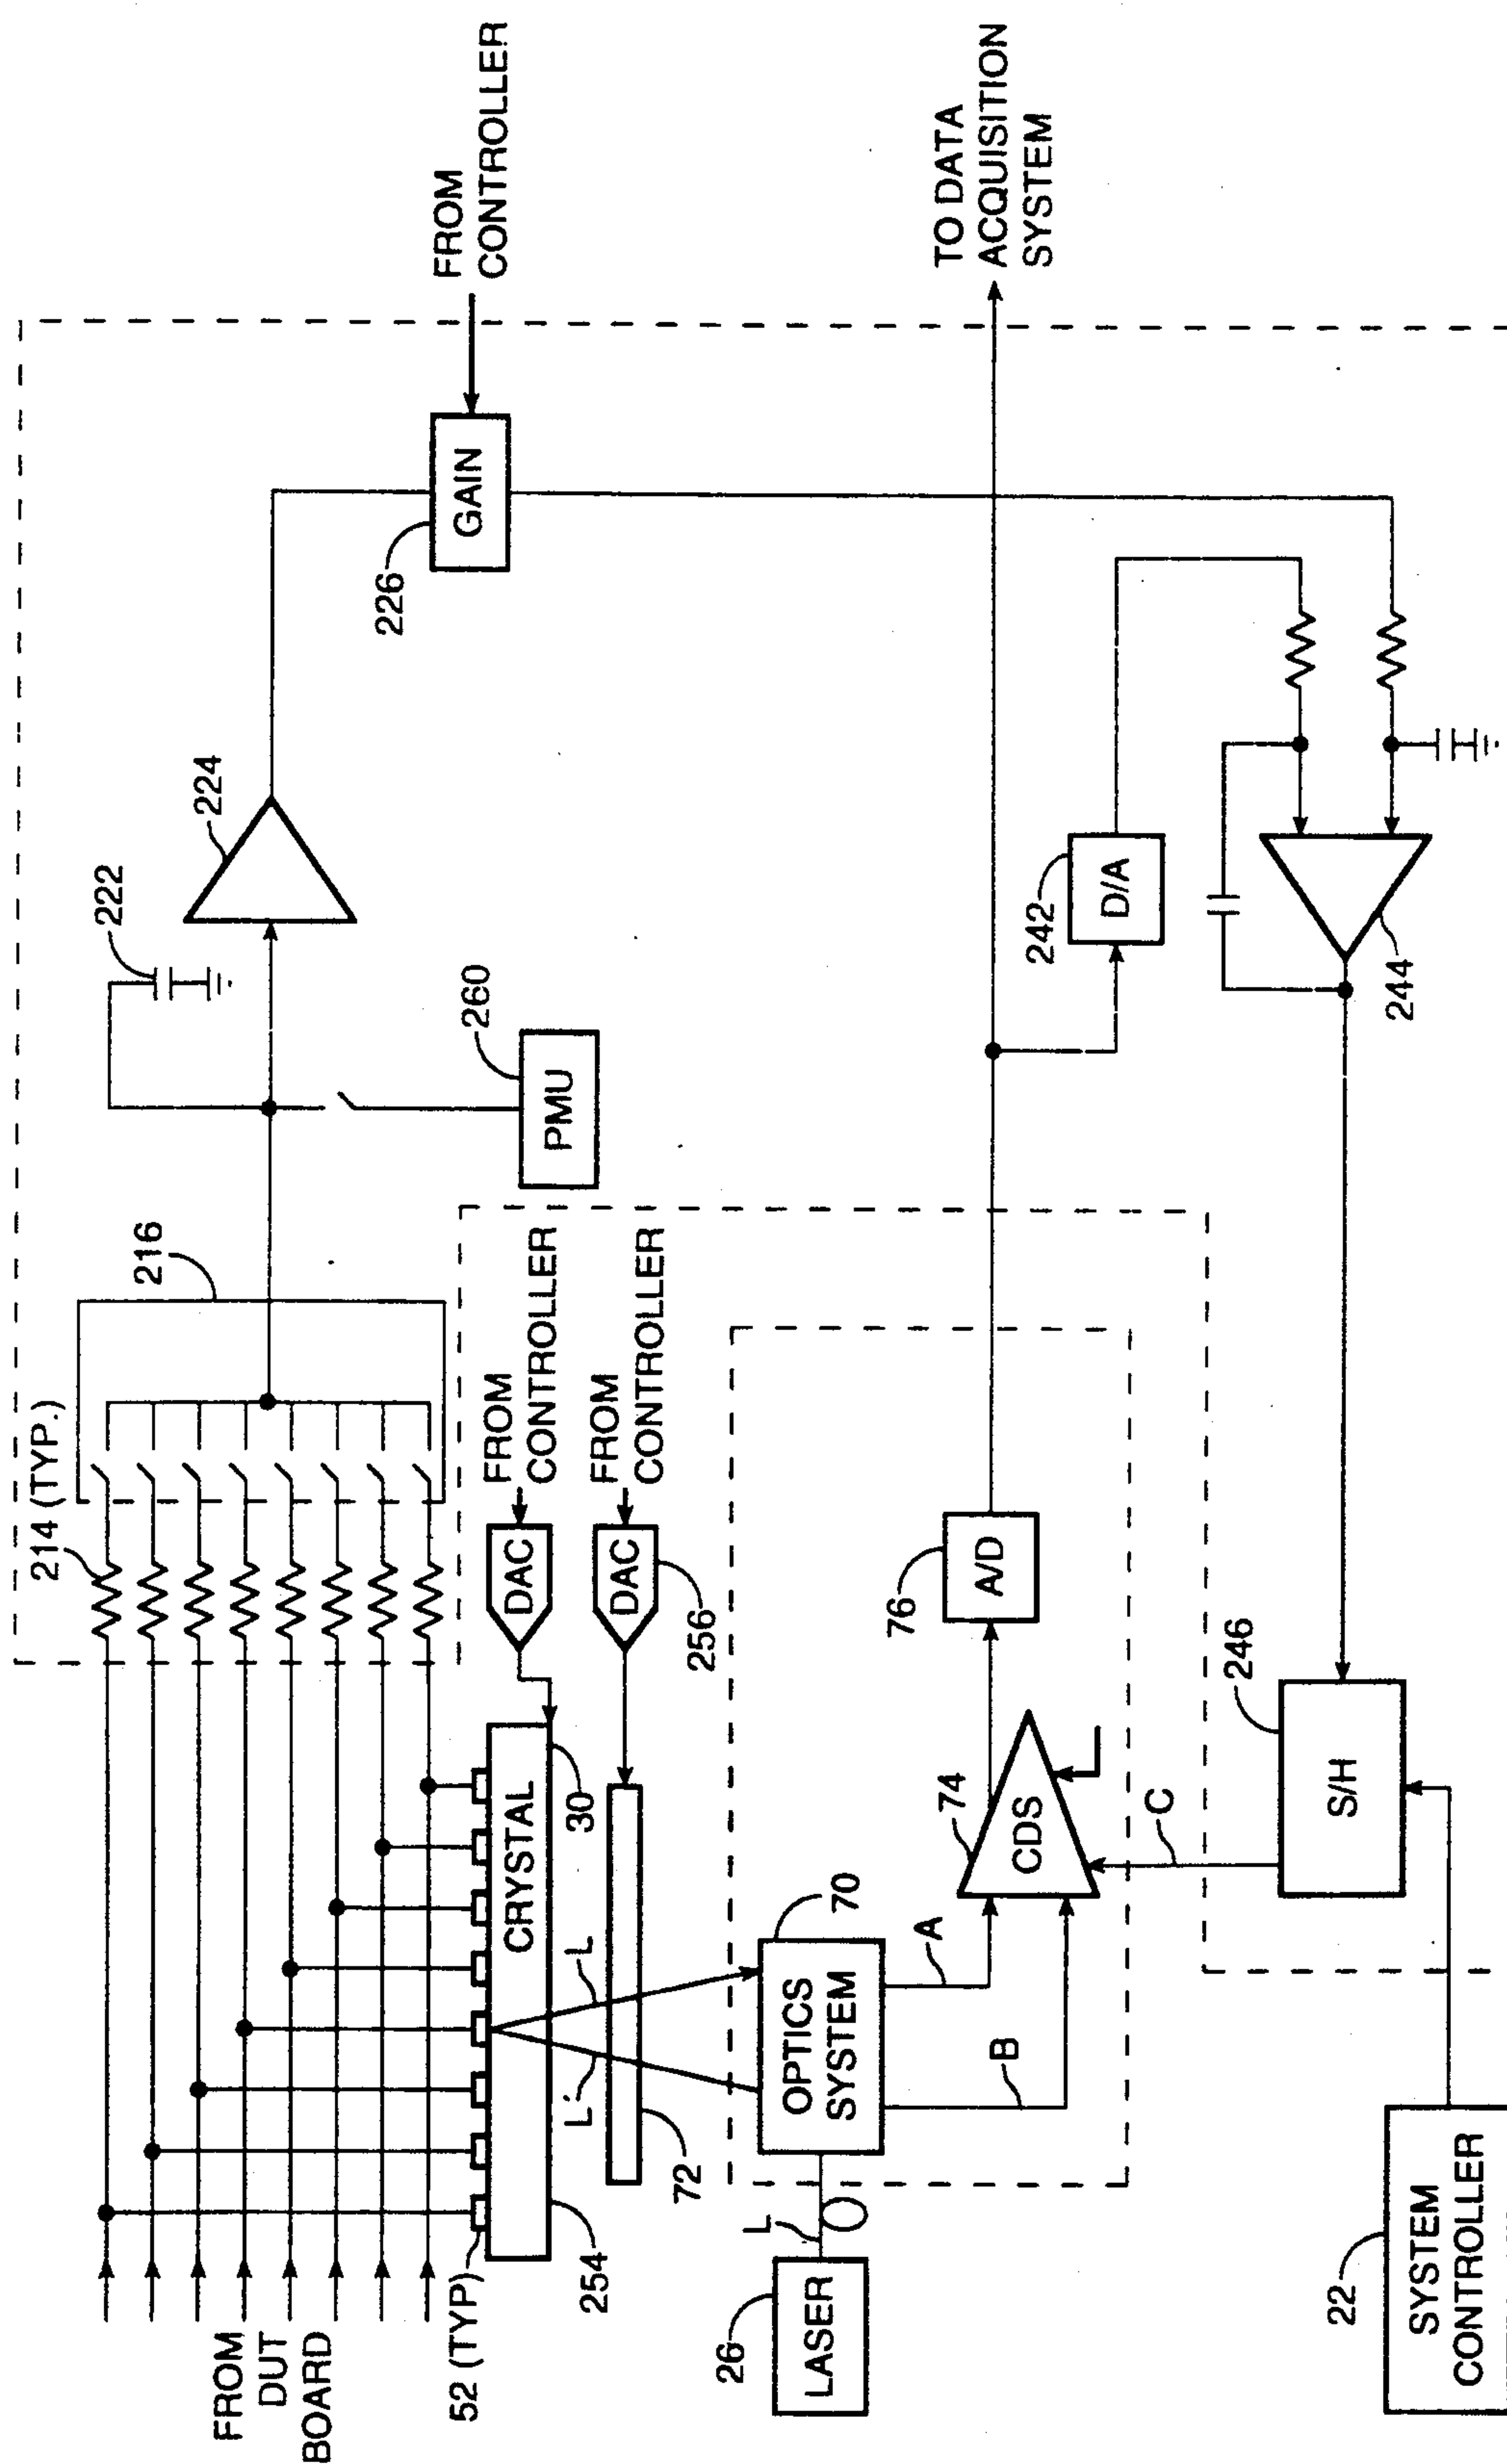 FROM
DUT
BOARD
52 (TYP)
214 (TYP.)
216
222
224
260
PMU
226
GAIN
FROM
CONTROLLER
254
CRYSTAL
30
DAC
FROM
CONTROLLER
DAC
256
FROM
CONTROLLER
L'
L
72
26
LASER
L
OPTICS
SYSTEM
70
A
B
74
CDS
C
76
A/D
TO DATA
ACQUISITION
SYSTEM
242
D/A
244
246
S/H
22
SYSTEM
CONTROLLER